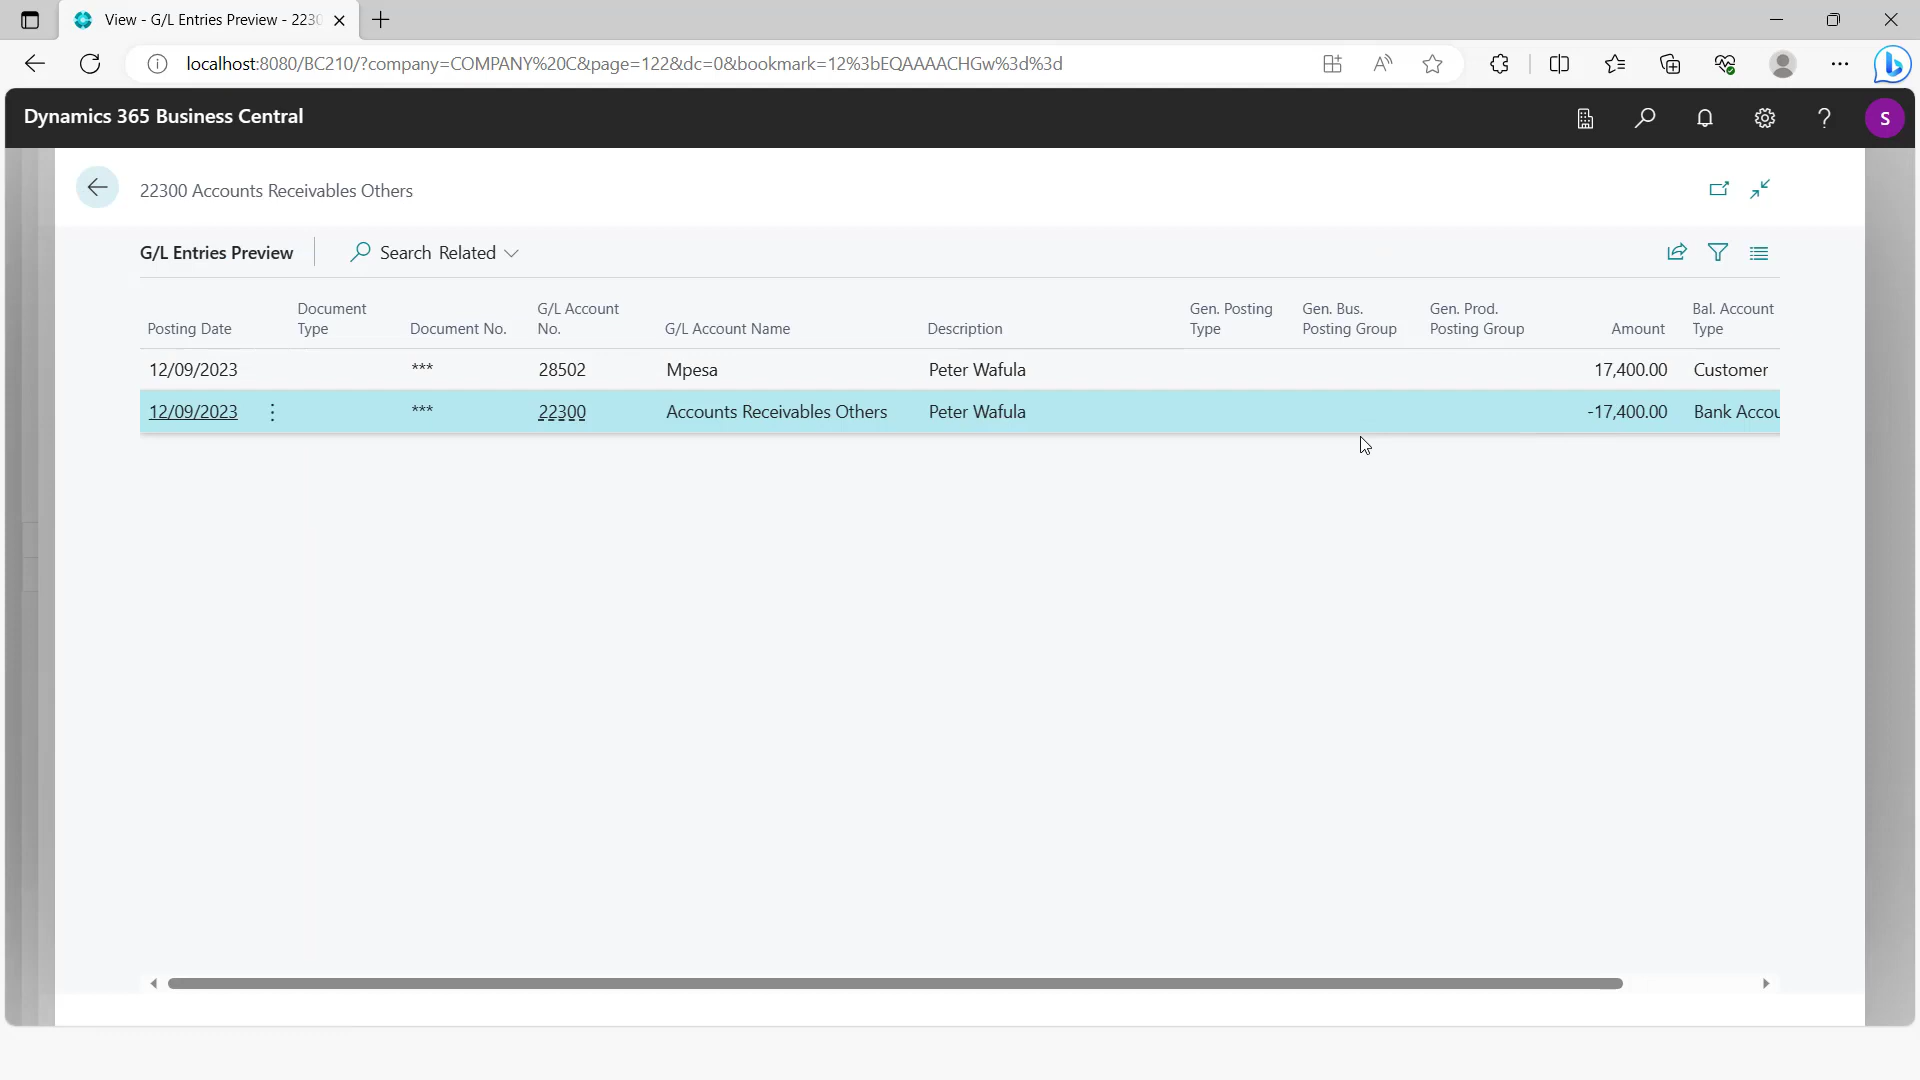 View - G/L Entries Preview - 2230
localhost:8080/BC210/?company=COMPANY%20C&page=122&dc=0&bookmark=12%3bEQAAAACHGw%3d%3d
Dynamics 365 Business Central
S
22300 Accounts Receivables Others
G/L Entries Preview Search Related
Posting Date Document Type Document No. G/L Account No. G/L Account Name Description Gen. Posting Type Gen. Bus. Posting Group Gen. Prod. Posting Group Amount Bal. Account Type
12/09/2023 *** 28502 Mpesa Peter Wafula 17,400.00 Customer
12/09/2023 *** 22300 Accounts Receivables Others Peter Wafula -17,400.00 Bank Accou